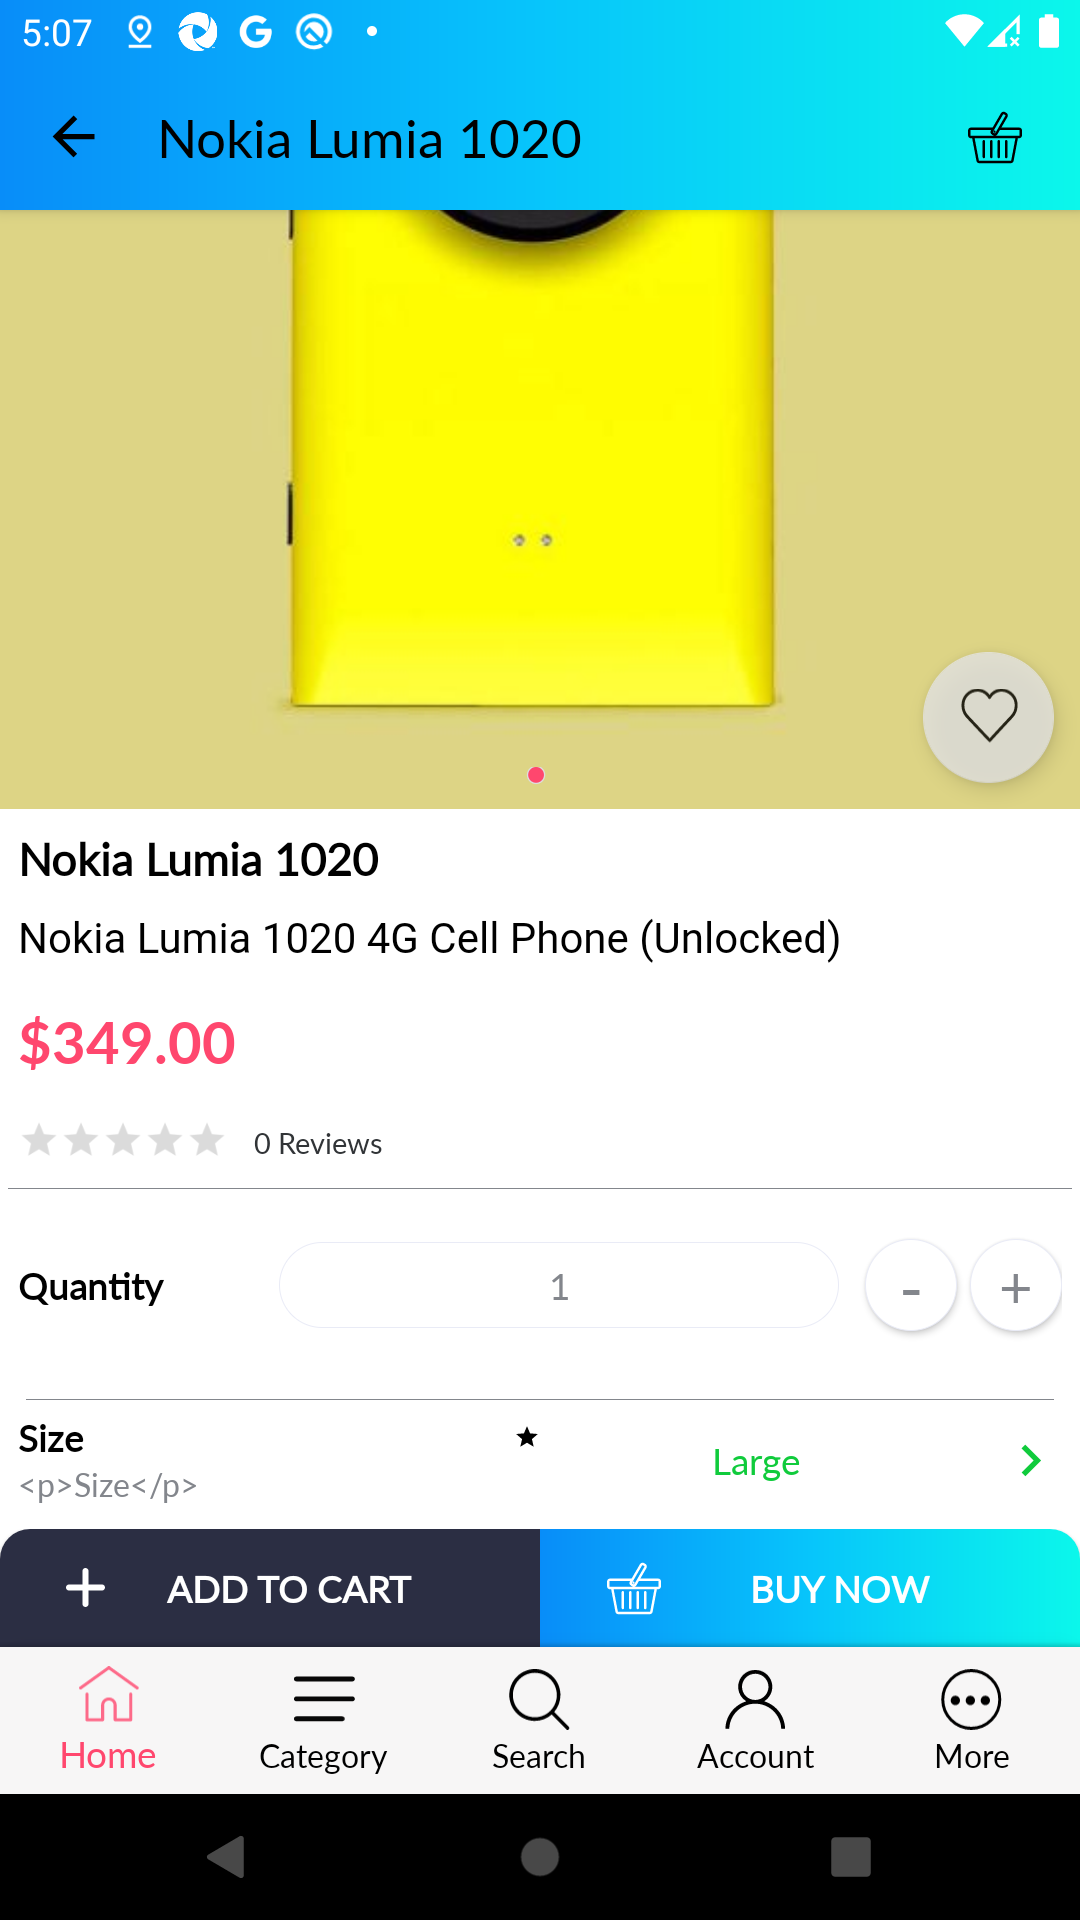 5:07
Nokia Lumia 1020
Nokia Lumia 1020
Nokia Lumia 1020 4G Cell Phone (Unlocked)
$349.00
0 Reviews
Quantity
1
-
+
Size
Large
<p>Size</p>
ADD TO CART
BUY NOW
Home
Category
Search
Account
More